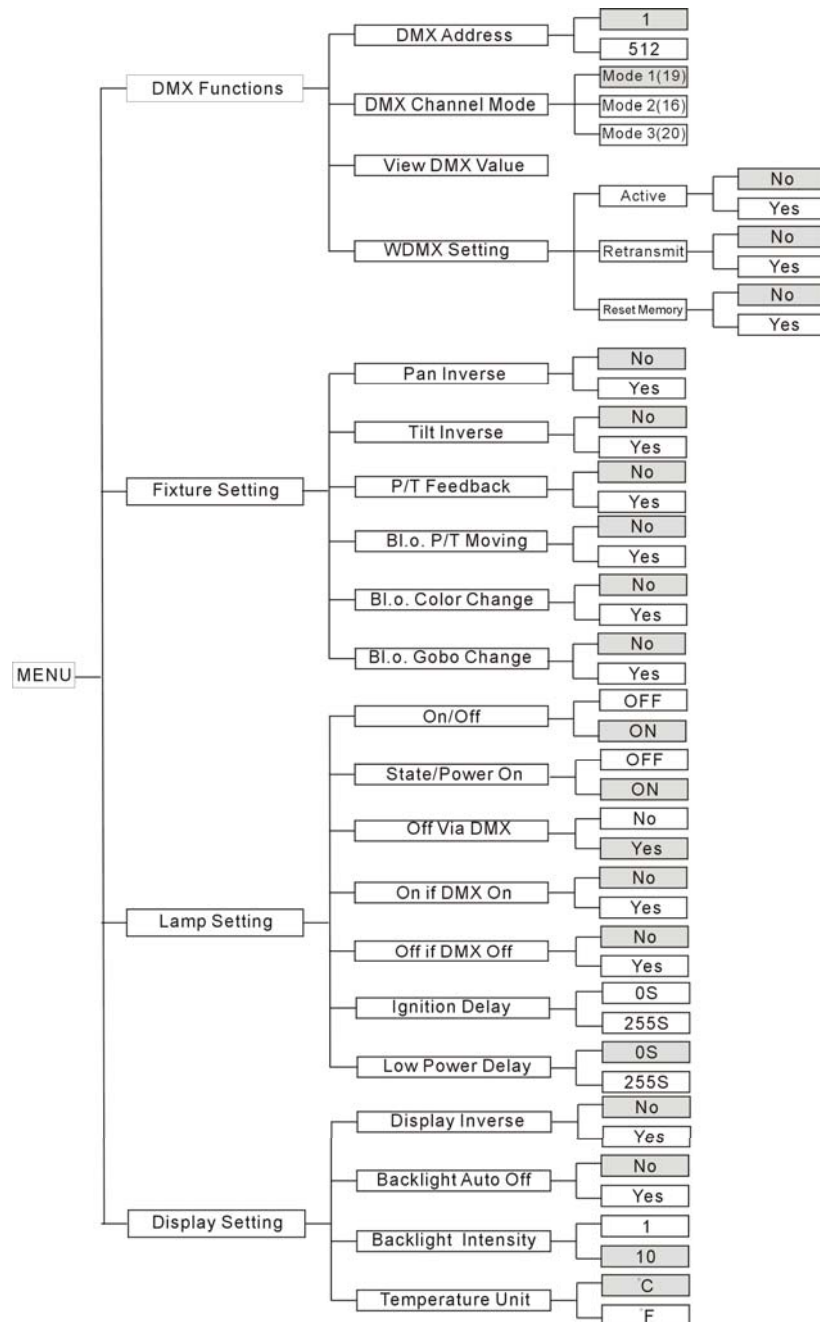 MENU
DMX Functions
DMX Address
1
512
DMX Channel Mode
Mode 1(19)
Mode 2(16)
Mode 3(20)
View DMX Value
WDMX Setting
Active
No
Yes
Retransmit
No
Yes
Reset Memory
No
Yes
Fixture Setting
Pan Inverse
No
Yes
Tilt Inverse
No
Yes
P/T Feedback
No
Yes
Bl.o. P/T Moving
No
Yes
Bl.o. Color Change
No
Yes
Bl.o. Gobo Change
No
Yes
Lamp Setting
On/Off
OFF
ON
State/Power On
OFF
ON
Off Via DMX
No
Yes
On if DMX On
No
Yes
Off if DMX Off
No
Yes
Ignition Delay
0S
255S
Low Power Delay
0S
255S
Display Setting
Display Inverse
No
Yes
Backlight Auto Off
No
Yes
Backlight Intensity
1
10
Temperature Unit
°C
°F